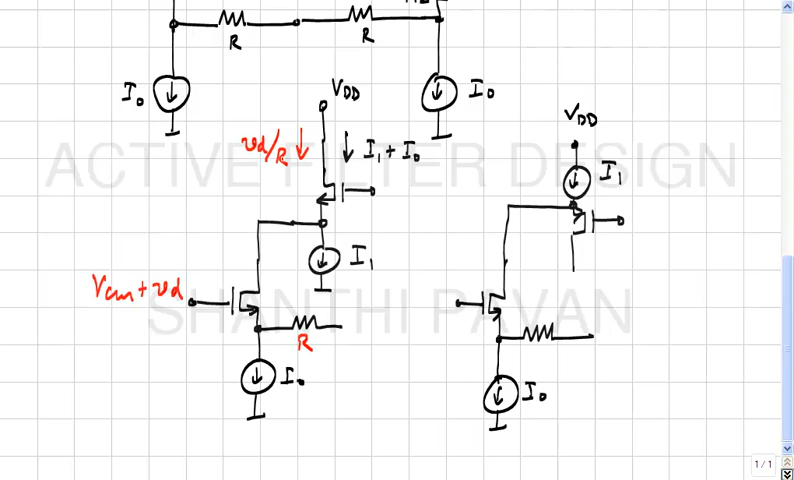 R
R
I₀
I₀
VDD
vd/R
I₁ + I₀
VDD
I₁
ACTIVE FILTER DESIGN
I₁
Vcm + vd
SHANTHI PAVAN
R
I₀
I₀
1 / 1